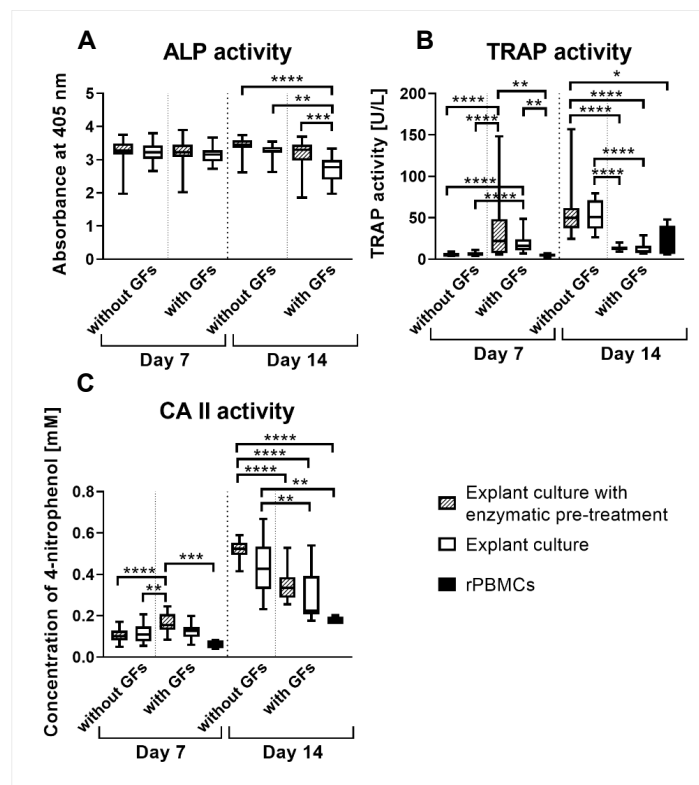 A
ALP activity
****
**
***
Absorbance at 405 nm
5
4
3
2
1
0
without GFs
with GFs
without GFs
with GFs
Day 7
Day 14
B
TRAP activity
**
****
**
****
****
****
*
****
****
****
****
TRAP activity [U/L]
200
150
100
50
0
without GFs
with GFs
without GFs
with GFs
Day 7
Day 14
C
CA II activity
****
****
****
**
**
****
***
**
Concentration of 4-nitrophenol [mM]
0.8
0.6
0.4
0.2
0.0
without GFs
with GFs
without GFs
with GFs
Day 7
Day 14
Explant culture with
enzymatic pre-treatment
Explant culture
rPBMCs